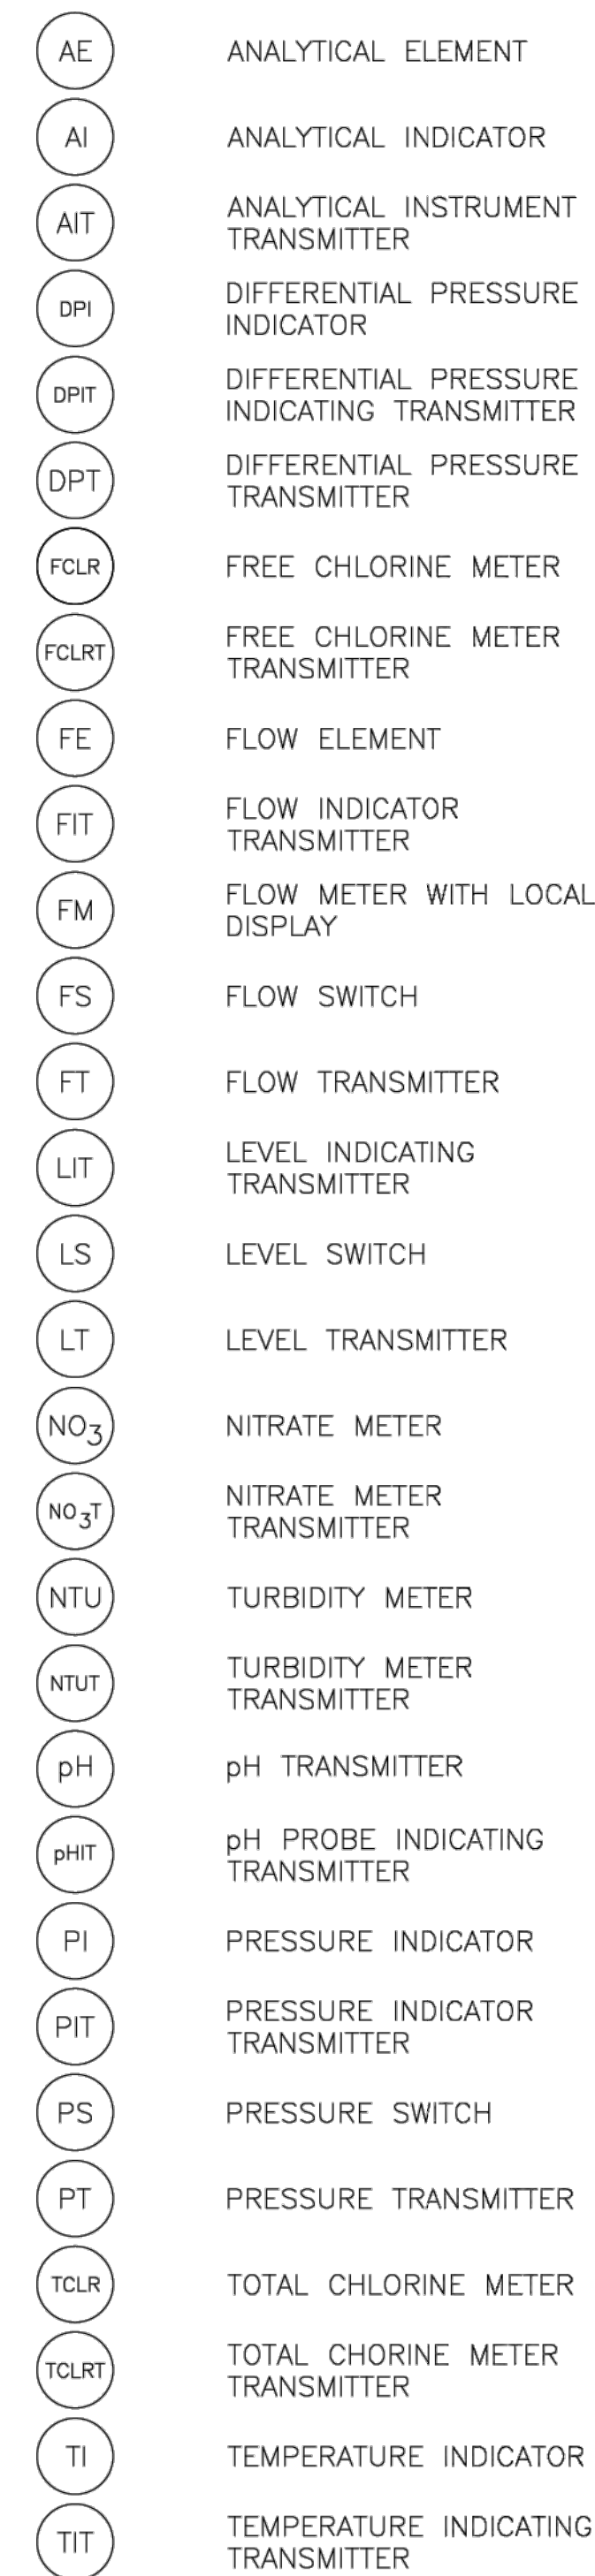 AE ANALYTICAL ELEMENT
AI ANALYTICAL INDICATOR
AIT ANALYTICAL INSTRUMENT
TRANSMITTER
DPI DIFFERENTIAL PRESSURE
INDICATOR
DPIT DIFFERENTIAL PRESSURE
INDICATING TRANSMITTER
DPT DIFFERENTIAL PRESSURE
TRANSMITTER
FCLR FREE CHLORINE METER
FCLRT FREE CHLORINE METER
TRANSMITTER
FE FLOW ELEMENT
FIT FLOW INDICATOR
TRANSMITTER
FM FLOW METER WITH LOCAL
DISPLAY
FS FLOW SWITCH
FT FLOW TRANSMITTER
LIT LEVEL INDICATING
TRANSMITTER
LS LEVEL SWITCH
LT LEVEL TRANSMITTER
NO3 NITRATE METER
NO3T NITRATE METER
TRANSMITTER
NTU TURBIDITY METER
NTUT TURBIDITY METER
TRANSMITTER
pH pH TRANSMITTER
pHIT pH PROBE INDICATING
TRANSMITTER
PI PRESSURE INDICATOR
PIT PRESSURE INDICATOR
TRANSMITTER
PS PRESSURE SWITCH
PT PRESSURE TRANSMITTER
TCLR TOTAL CHLORINE METER
TCLRT TOTAL CHORINE METER
TRANSMITTER
TI TEMPERATURE INDICATOR
TIT TEMPERATURE INDICATING
TRANSMITTER